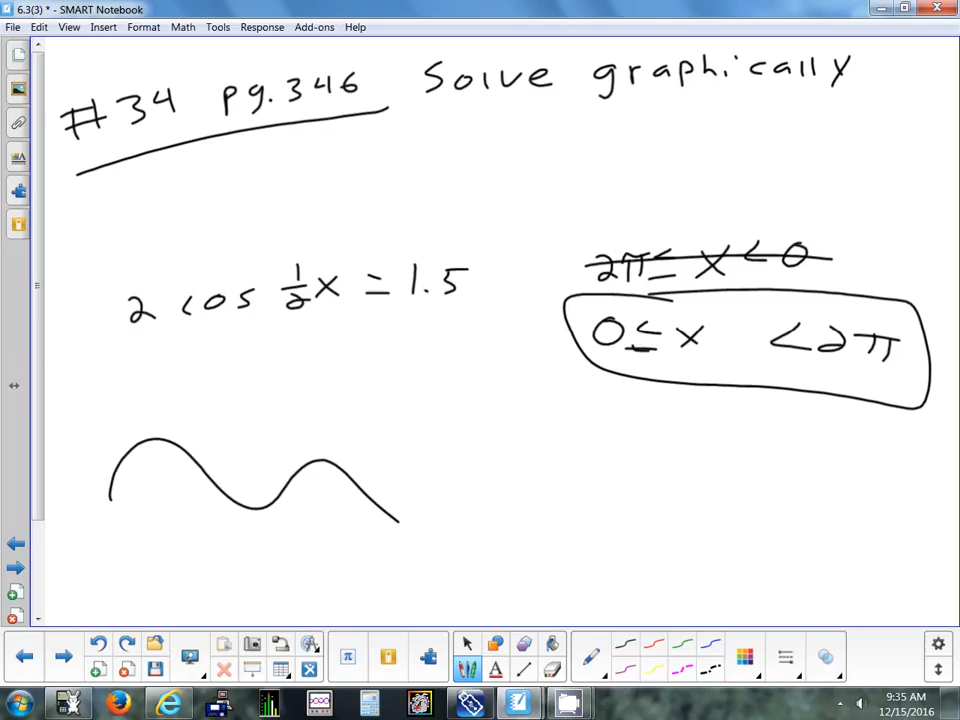 6.3(3) * - SMART Notebook
File Edit View Insert Format Math Tools Response Add-ons Help
#34 pg.346 Solve graphically
2π ≤ x < 0
2 cos 1/2 x = 1.5
0 ≤ x < 2π
9:35 AM
12/15/2016